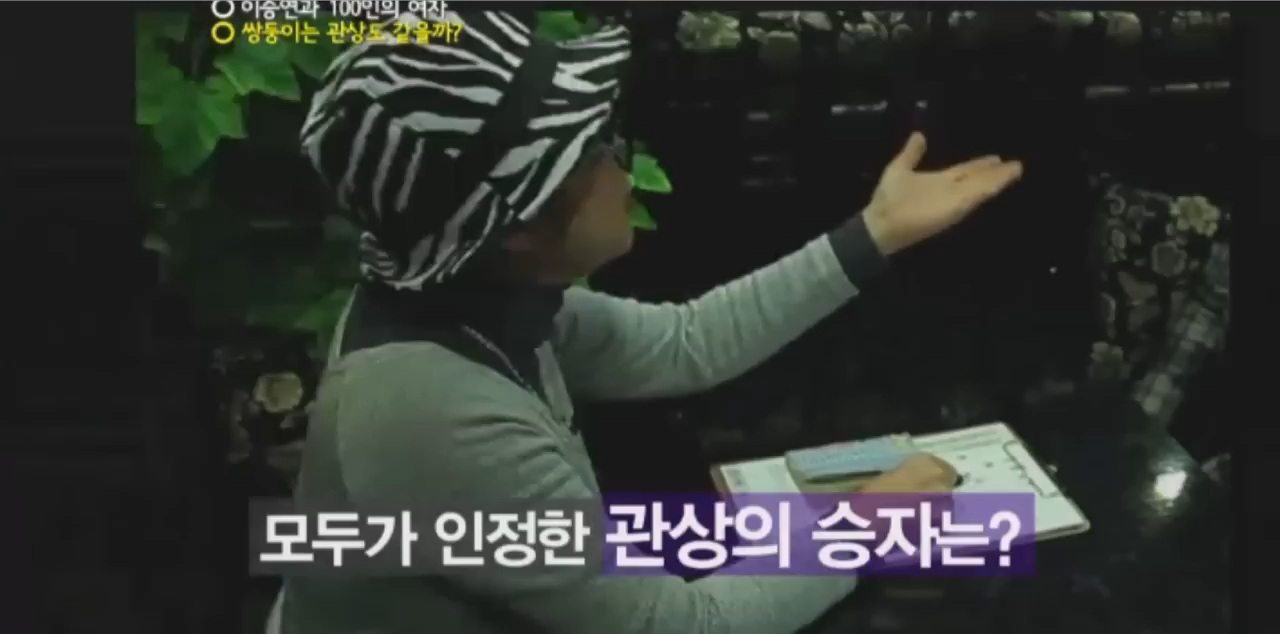 이승연과 100인의 여자
쌍둥이는 관상도 같을까?
모두가 인정한 관상의 승자는?